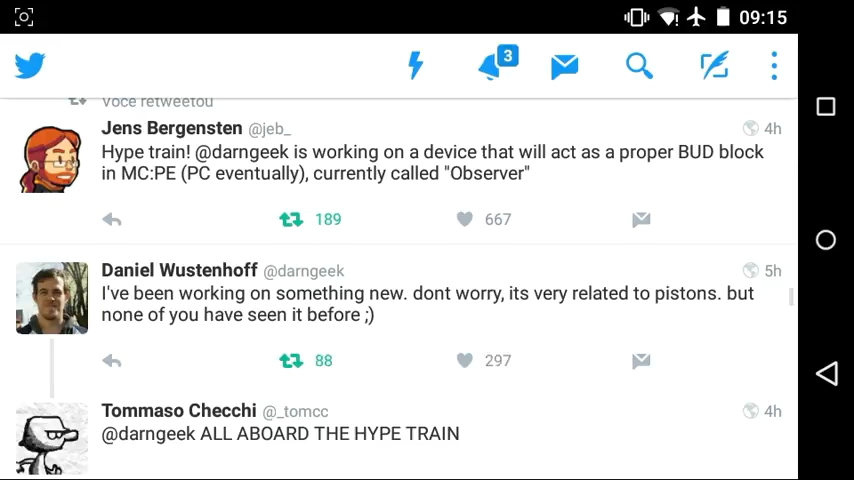 09:15
3
Você retweetou
Jens Bergensten @jeb_ 4h
Hype train! @darngeek is working on a device that will act as a proper BUD block
in MC:PE (PC eventually), currently called "Observer"
189 667
Daniel Wustenhoff @darngeek 5h
I've been working on something new. dont worry, its very related to pistons. but
none of you have seen it before ;)
88 297
Tommaso Checchi @_tomcc 4h
@darngeek ALL ABOARD THE HYPE TRAIN